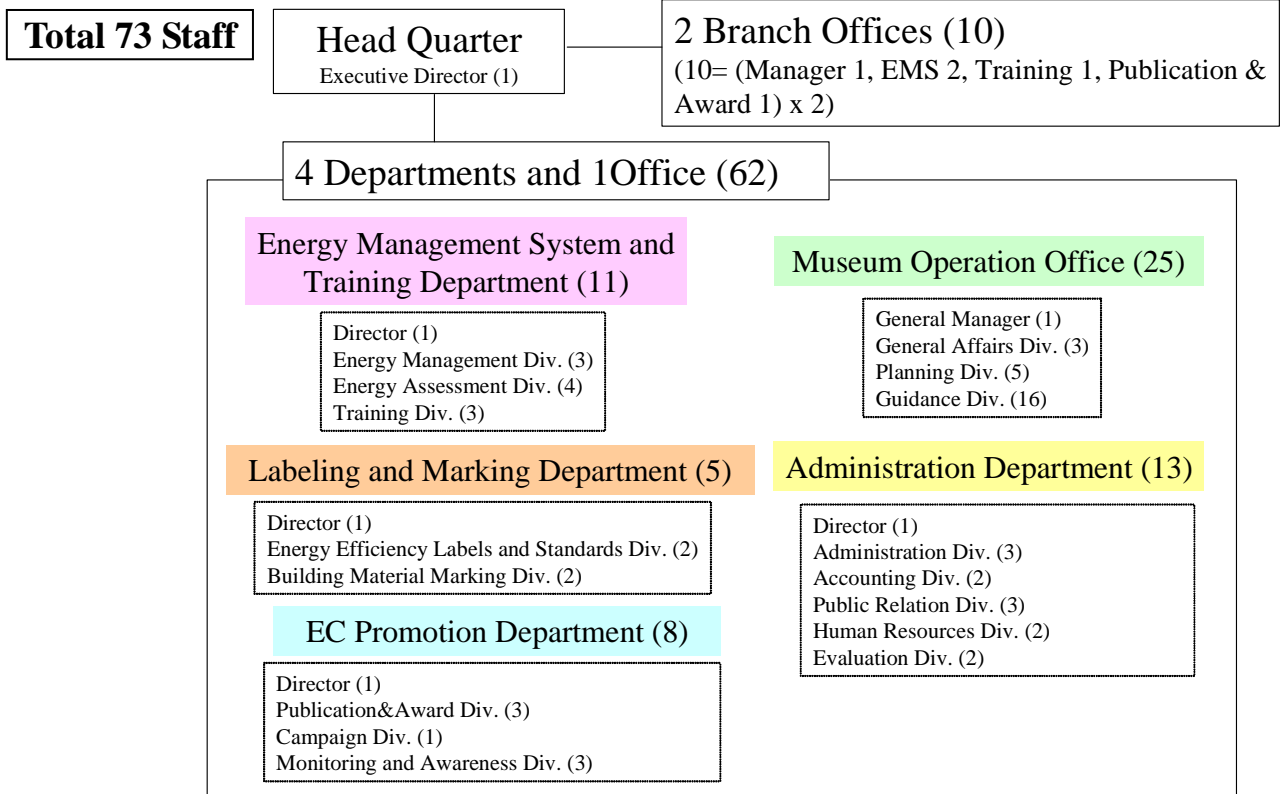 Total 73 Staff
Head Quarter
Executive Director (1)
2 Branch Offices (10)
(10= (Manager 1, EMS 2, Training 1, Publication &
Award 1) x 2)
4 Departments and 1Office (62)
Energy Management System and
Training Department (11)
Director (1)
Energy Management Div. (3)
Energy Assessment Div. (4)
Training Div. (3)
Museum Operation Office (25)
General Manager (1)
General Affairs Div. (3)
Planning Div. (5)
Guidance Div. (16)
Labeling and Marking Department (5)
Director (1)
Energy Efficiency Labels and Standards Div. (2)
Building Material Marking Div. (2)
Administration Department (13)
Director (1)
Administration Div. (3)
Accounting Div. (2)
Public Relation Div. (3)
Human Resources Div. (2)
Evaluation Div. (2)
EC Promotion Department (8)
Director (1)
Publication&Award Div. (3)
Campaign Div. (1)
Monitoring and Awareness Div. (3)